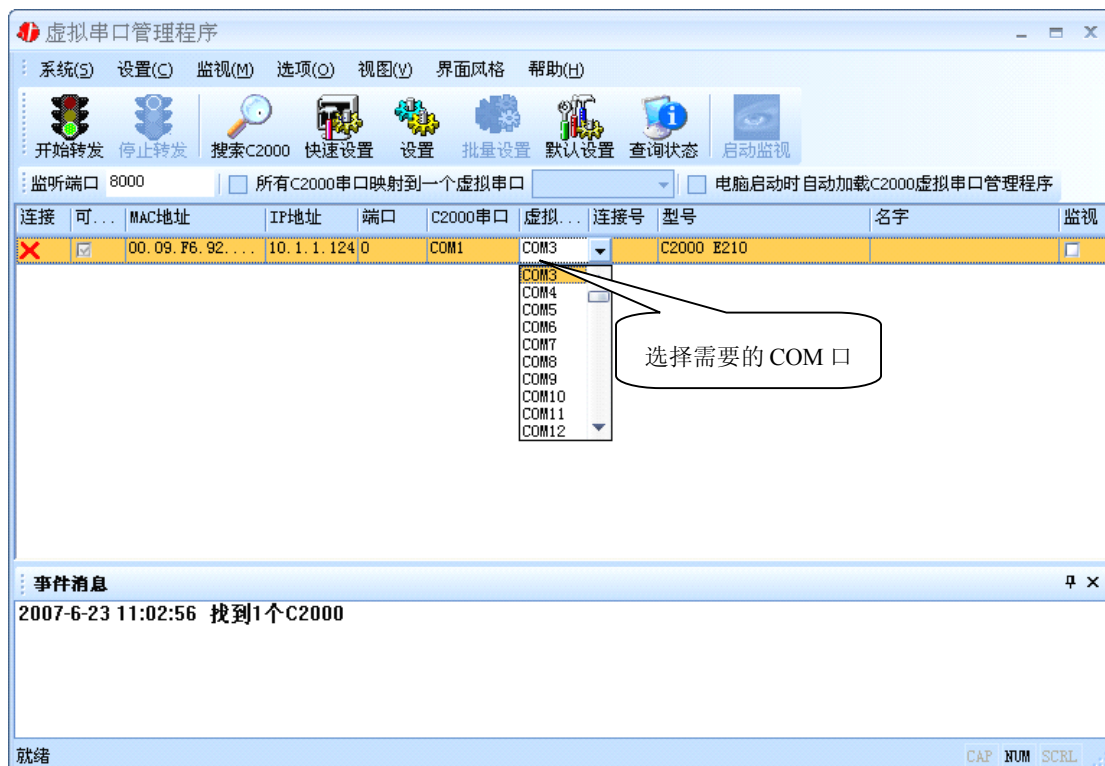 虚拟串口管理程序
系统(S) 设置(C) 监视(M) 选项(O) 视图(V) 界面风格 帮助(H)
开始转发 停止转发 搜索C2000 快速设置 设置 批量设置 默认设置 查询状态 启动监视
监听端口 8000 所有C2000串口映射到一个虚拟串口 电脑启动时自动加载C2000虚拟串口管理程序
连接 可... MAC地址 IP地址 端口 C2000串口 虚拟... 连接号 型号 名字 监视
00.09.F6.92.... 10.1.1.124 0 COM1 COM3 C2000 E210
COM3
COM4
COM5
COM6
COM7
COM8
COM9
COM10
COM11
COM12
选择需要的 COM 口
事件消息
2007-6-23 11:02:56 找到1个C2000
就绪 CAP NUM SCRL